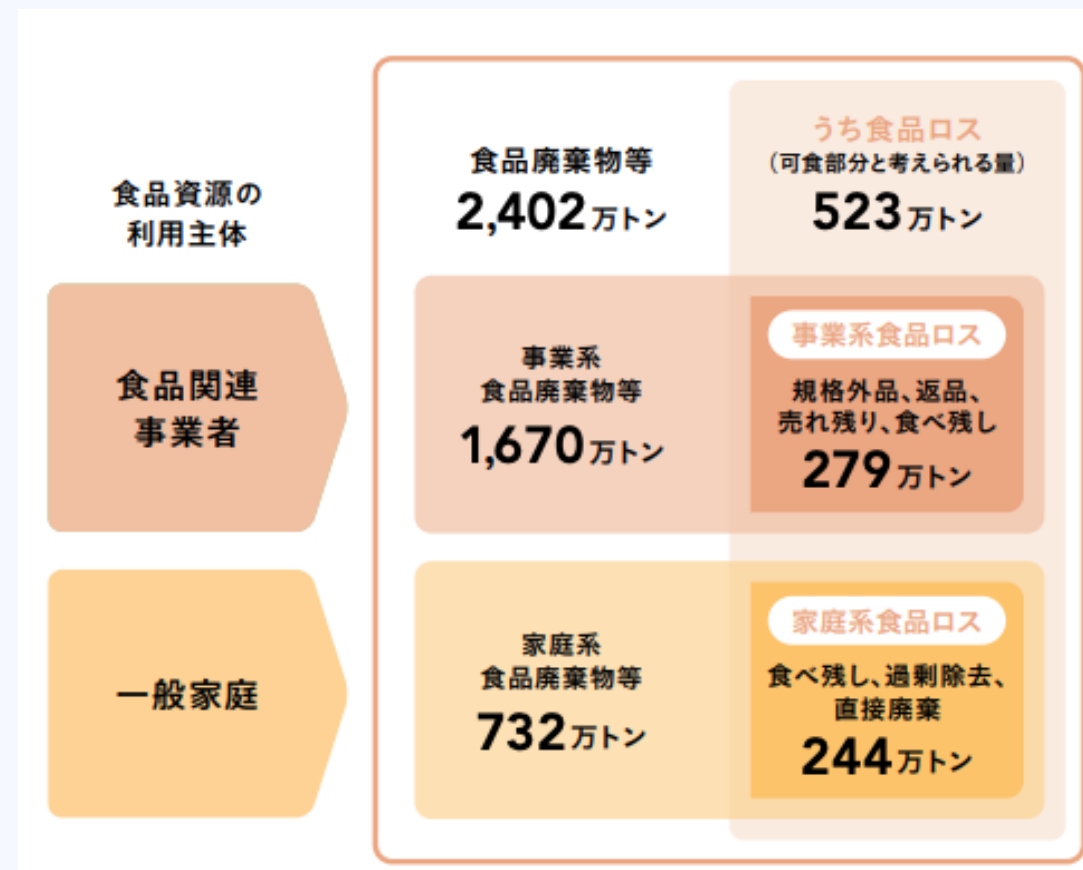 食品資源の
利用主体
食品廃棄物等
2,402万トン
うち食品ロス
（可食部分と考えられる量）
523万トン
食品関連
事業者
事業系
食品廃棄物等
1,670万トン
事業系食品ロス
規格外品、返品、
売れ残り、食べ残し
279万トン
一般家庭
家庭系
食品廃棄物等
732万トン
家庭系食品ロス
食べ残し、過剰除去、
直接廃棄
244万トン